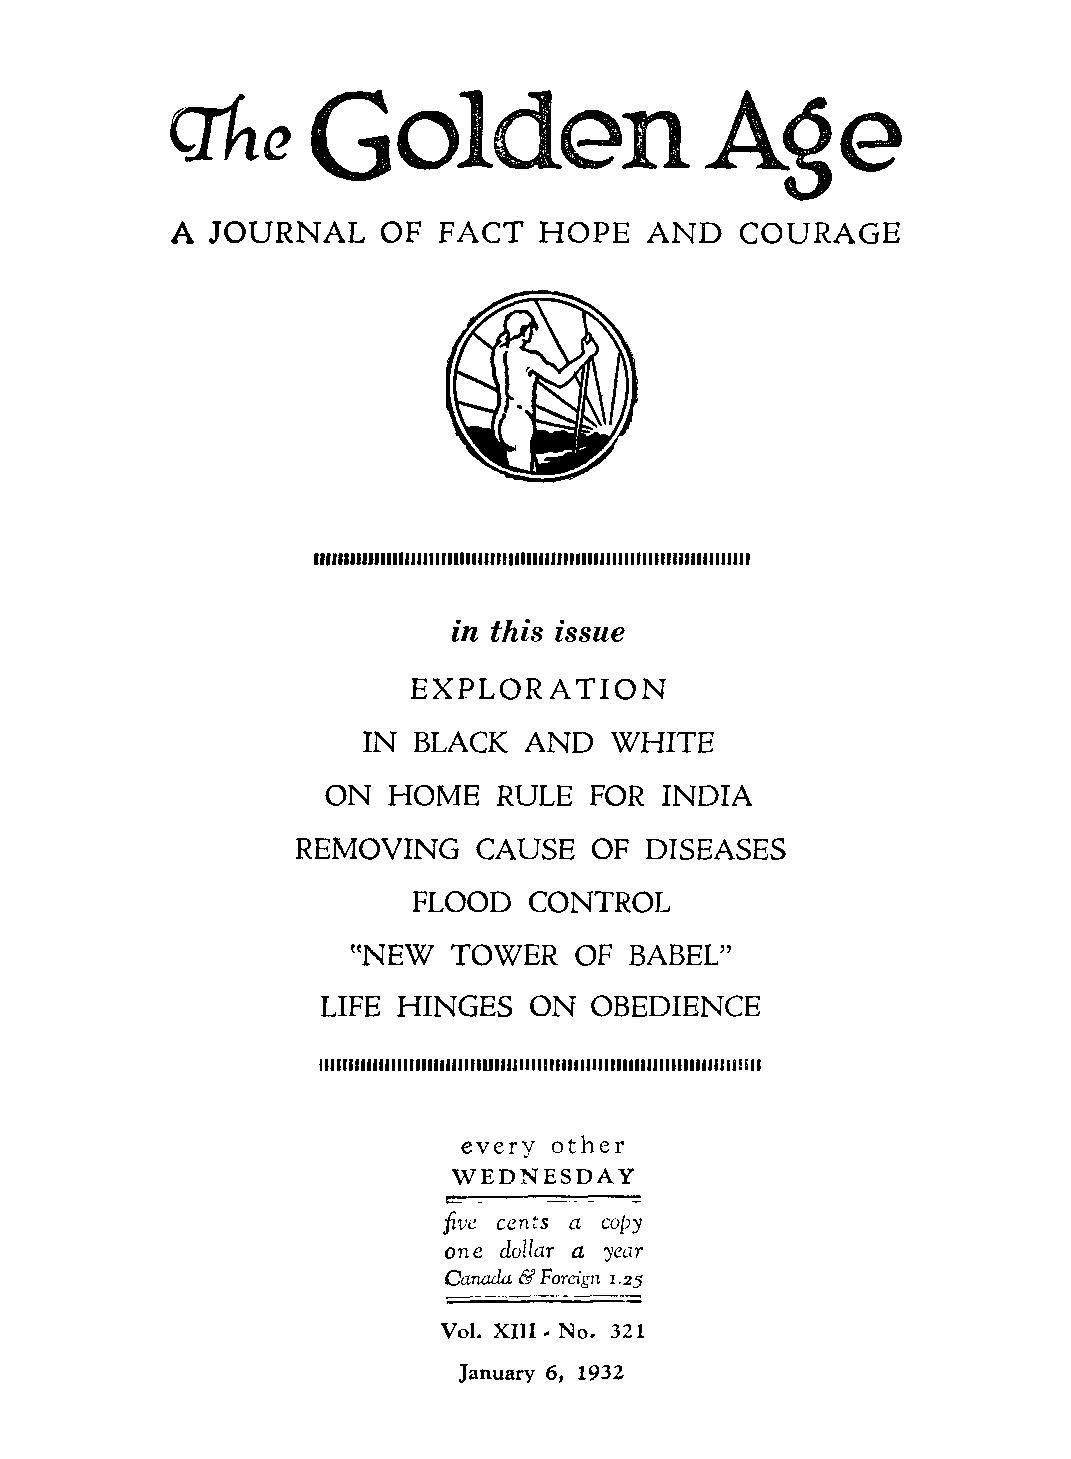 The Golden Age
A JOURNAL OF FACT HOPE AND COURAGE
in this issue
EXPLORATION
IN BLACK AND WHITE
ON HOME RULE FOR INDIA
REMOVING CAUSE OF DISEASES
FLOOD CONTROL
"NEW TOWER OF BABEL"
LIFE HINGES ON OBEDIENCE
every other
WEDNESDAY
five cents a copy
one dollar a year
Canada & Foreign 1.25
Vol. XIII - No. 321
January 6, 1932